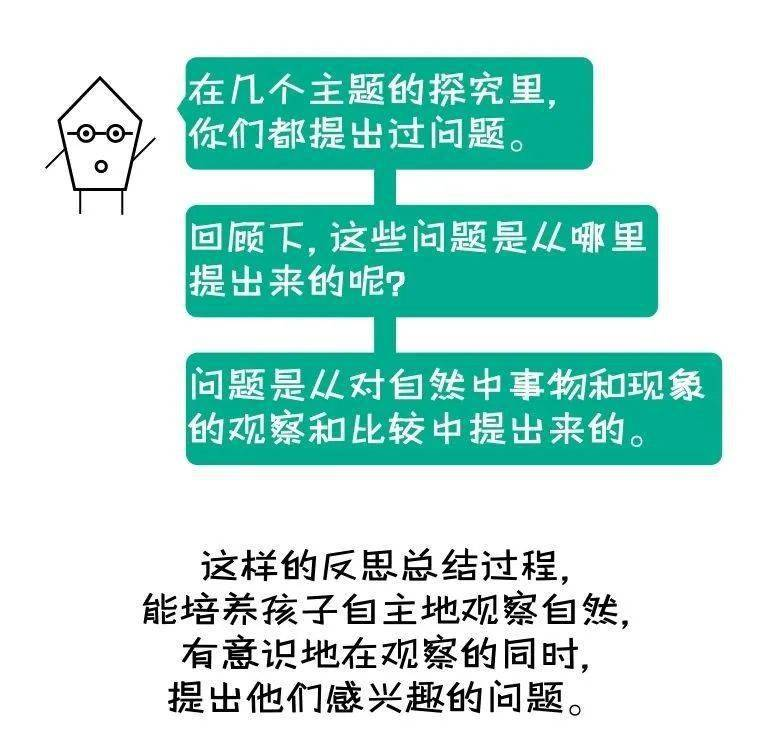 在几个主题的探究里，
你们都提出过问题。
回顾下，这些问题是从哪里
提出来的呢？
问题是从对自然中事物和现象
的观察和比较中提出来的。
这样的反思总结过程，
能培养孩子自主地观察自然，
有意识地在观察的同时，
提出他们感兴趣的问题。